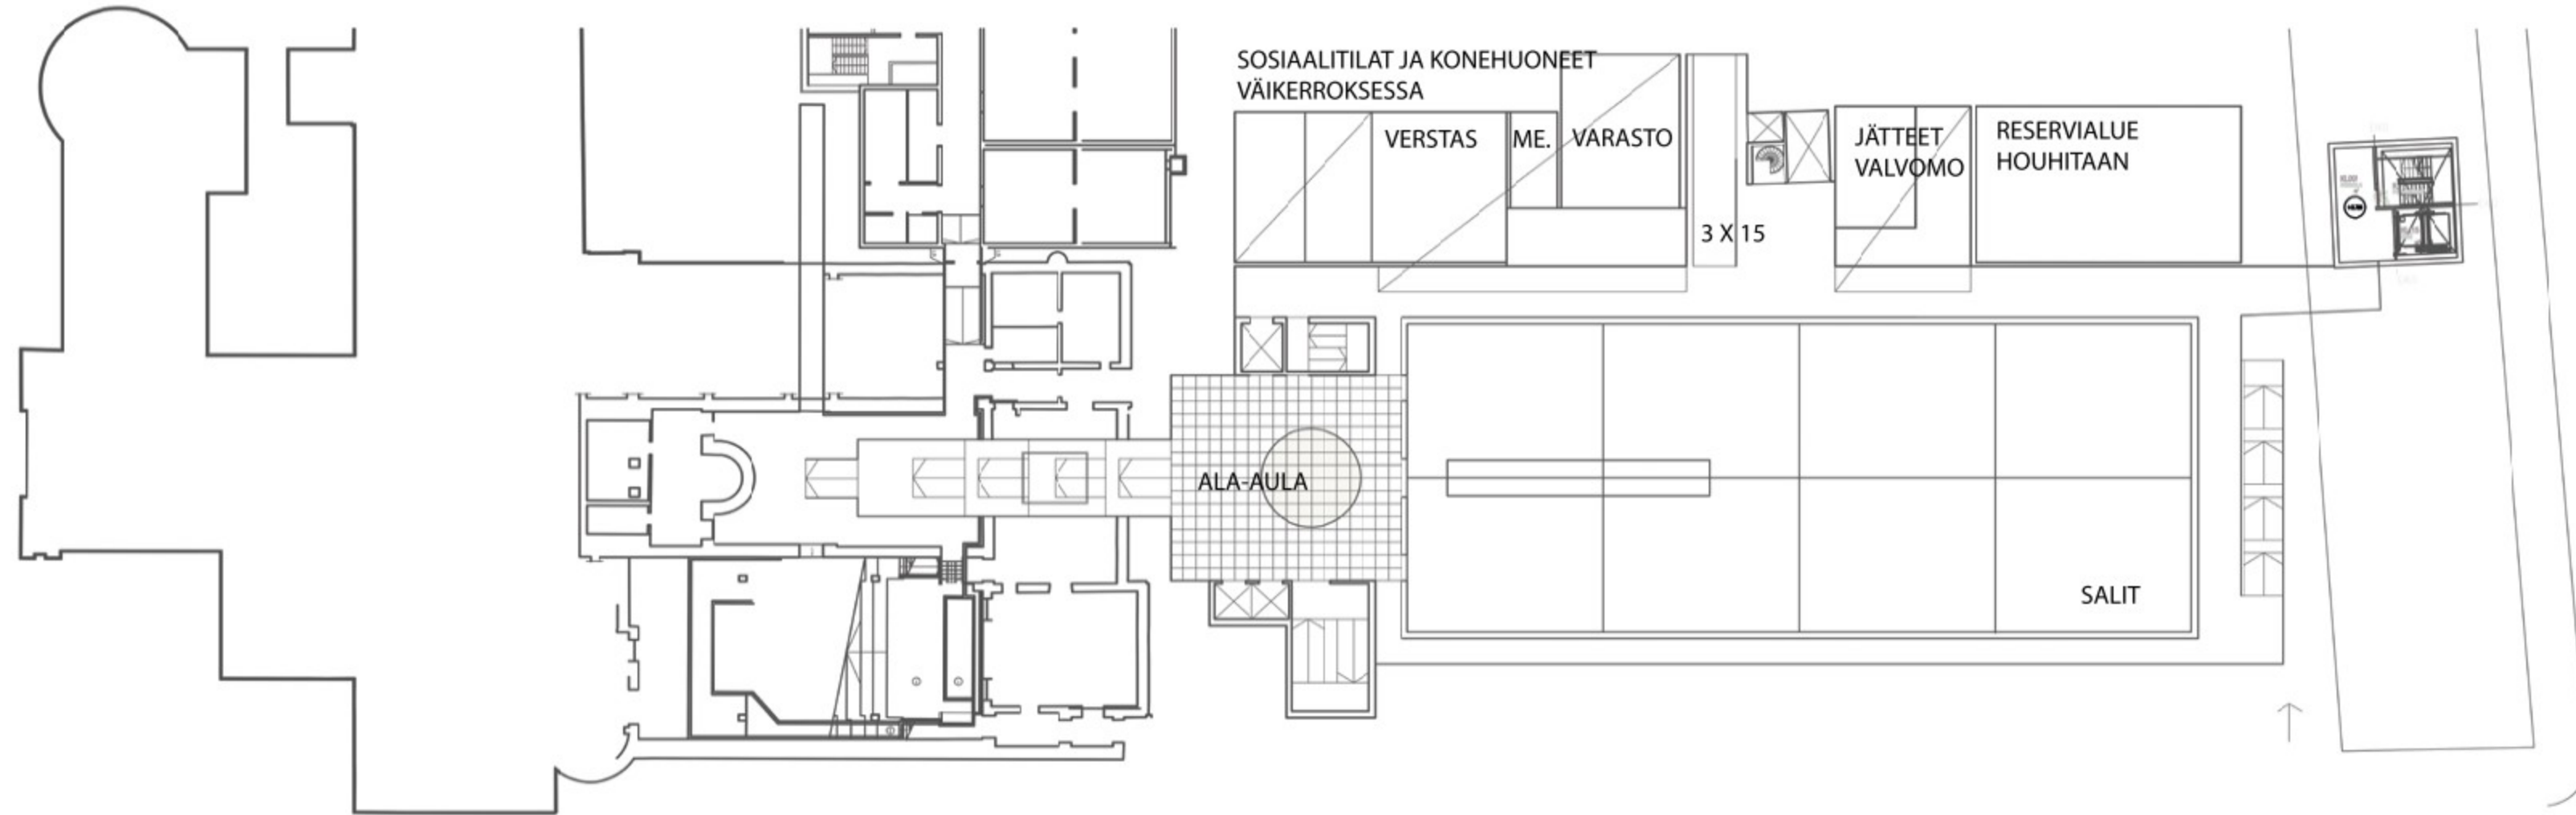 SOSIAALITILAT JA KONEHUONEET
VÄIKERROKSESSA
VERSTAS
ME.
VARASTO
3 X 15
JÄTTEET
VALVOMO
RESERVIALUE
HOUHITAAN
ALA-AULA
SALIT